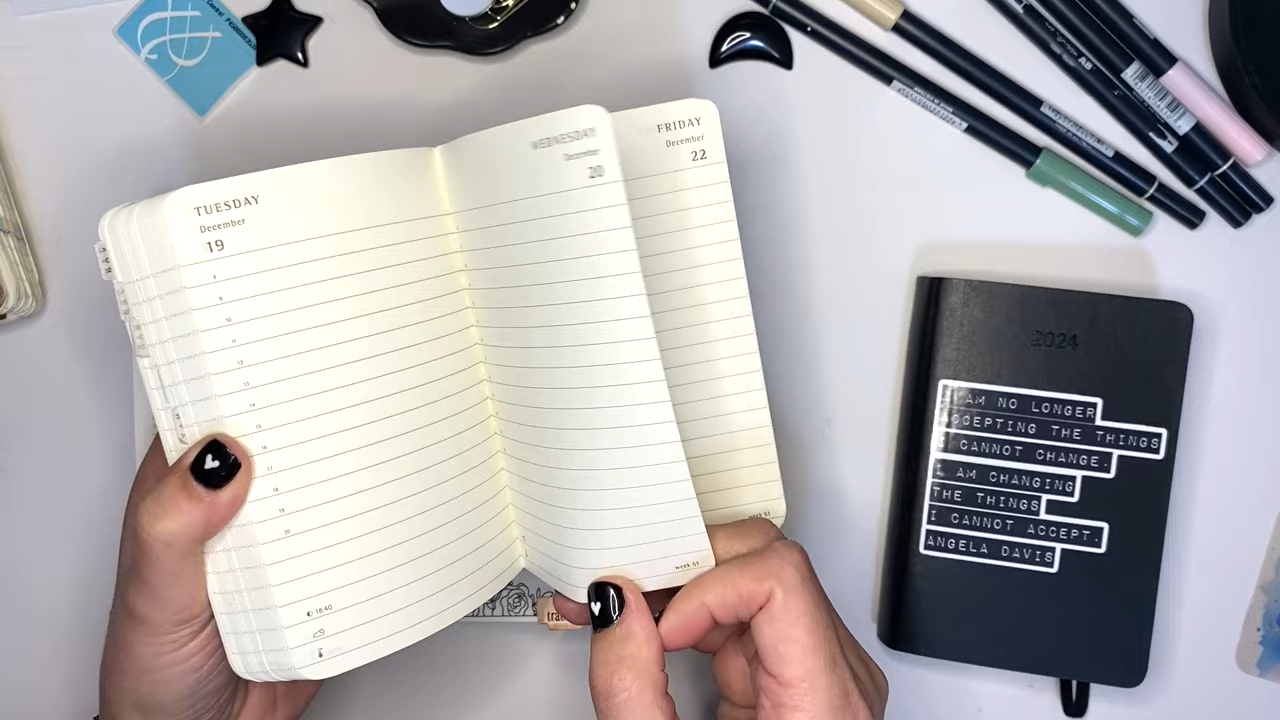 TUESDAY
December
19
8
9
10
11
12
13
14
15
16
17
18
19
20
18:40
WEDNESDAY
December
20
week 51
FRIDAY
December
22
week 51
2024
I AM NO LONGER
ACCEPTING THE THINGS
I CANNOT CHANGE.
I AM CHANGING
THE THINGS
I CANNOT ACCEPT.
ANGELA DAVIS
AB